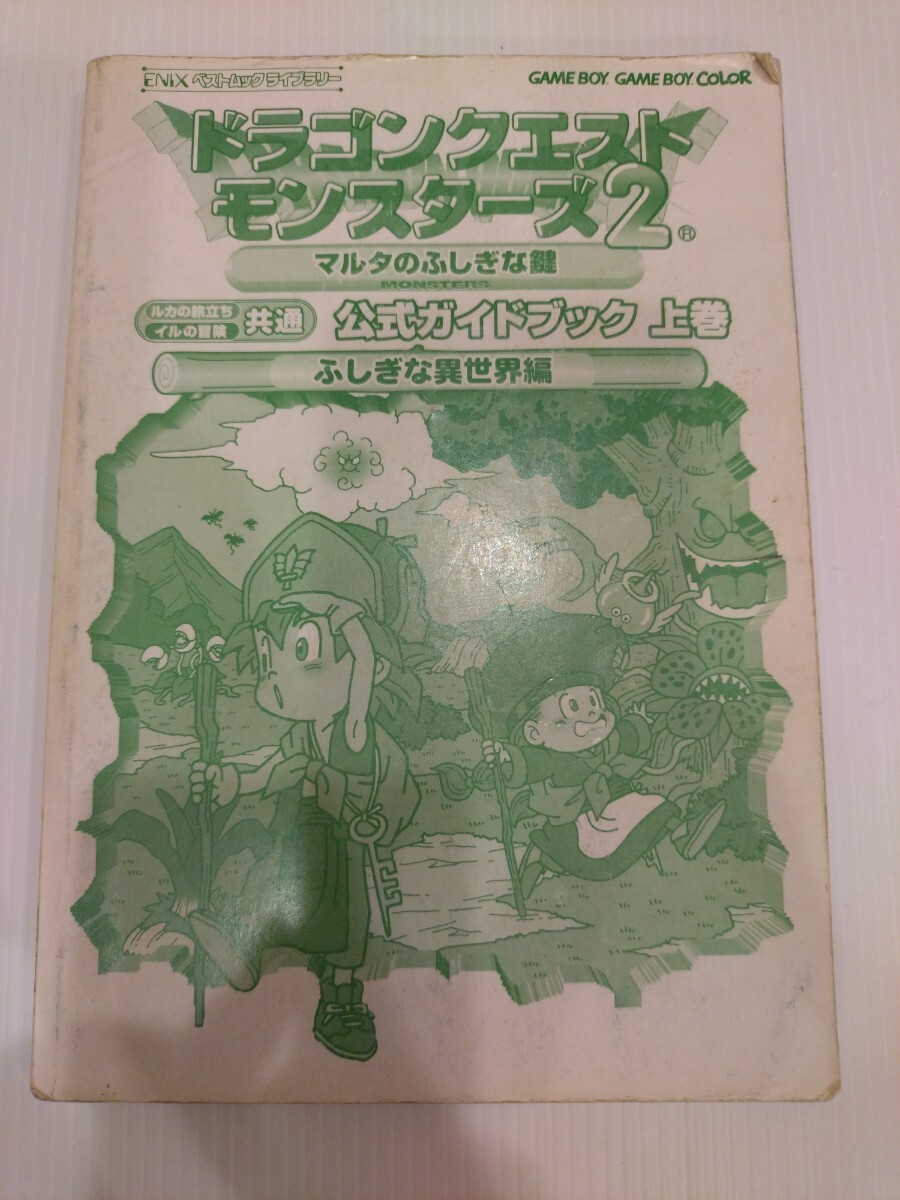 ENIX ベストムックライブラリー
GAME BOY. GAME BOY. COLOR
ドラゴンクエスト
モンスターズ2®
マルタのふしぎな鍵
MONSTERS
ルカの旅立ち
イルの冒険
共通
公式ガイドブック 上巻
ふしぎな異世界編